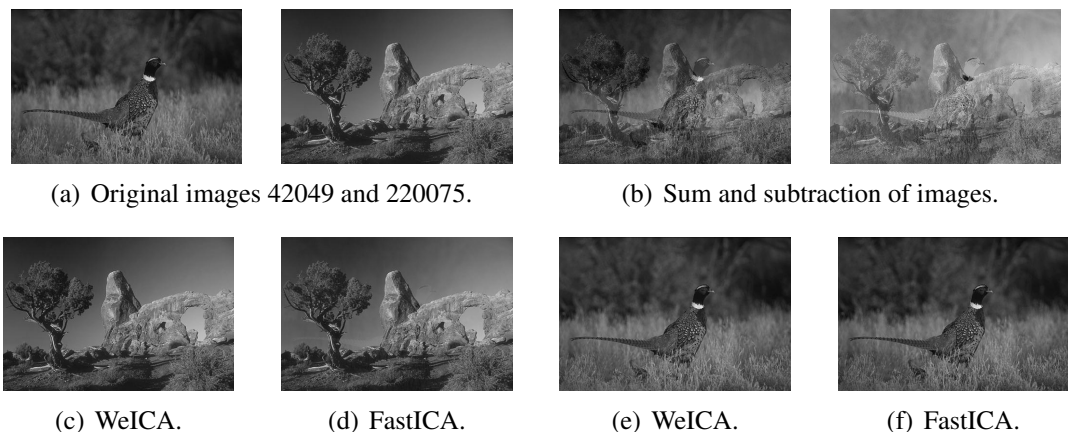 (a) Original images 42049 and 220075.
(b) Sum and subtraction of images.
(c) WeICA.
(d) FastICA.
(e) WeICA.
(f) FastICA.